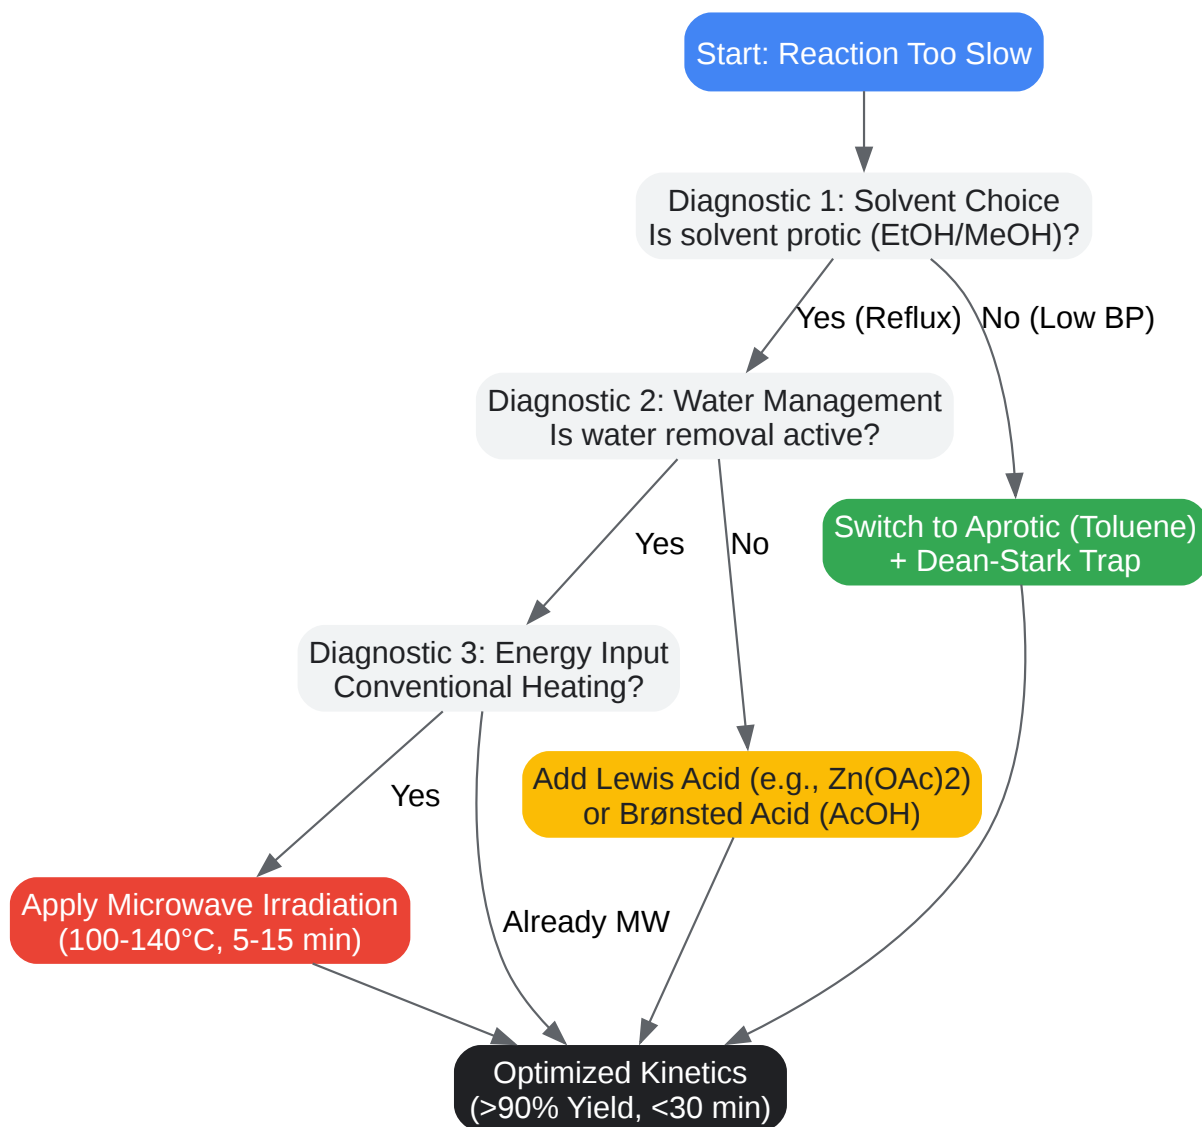 Start: Reaction Too Slow
Diagnostic 1: Solvent Choice
Is solvent protic (EtOH/MeOH)?
Yes (Reflux)
No (Low BP)
Diagnostic 2: Water Management
Is water removal active?
Switch to Aprotic (Toluene)
+ Dean-Stark Trap
Yes
No
Diagnostic 3: Energy Input
Conventional Heating?
Add Lewis Acid (e.g., Zn(OAc)2)
or Brønsted Acid (AcOH)
Yes
Apply Microwave Irradiation
(100-140°C, 5-15 min)
Already MW
Optimized Kinetics
(>90% Yield, <30 min)